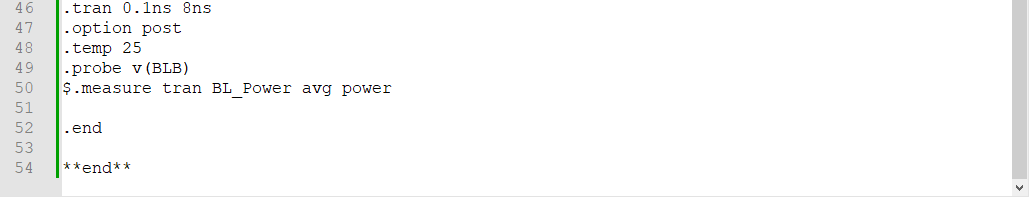 46 .tran 0.1ns 8ns
47 .option post
48 .temp 25
49 .probe v(BLB)
50 $.measure tran BL_Power avg power
51
52 .end
53
54 **end**